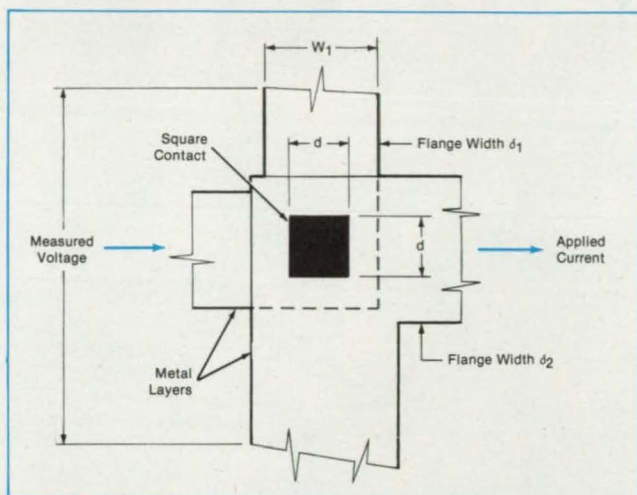 W1
Square
Contact
d
Flange Width δ1
Measured
Voltage
d
Applied
Current
Metal
Layers
Flange Width δ2